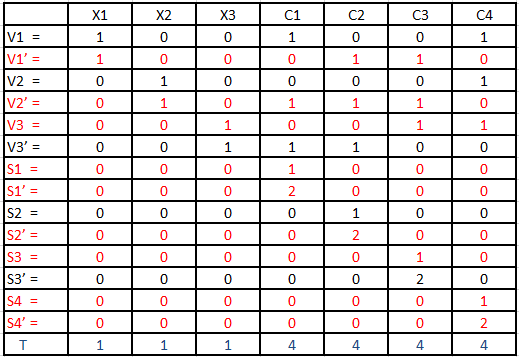 X1 X2 X3 C1 C2 C3 C4
V1 = 1 0 0 1 0 0 1
V1’ = 1 0 0 0 1 1 0
V2 = 0 1 0 0 0 0 1
V2’ = 0 1 0 1 1 1 0
V3 = 0 0 1 0 0 1 1
V3’ = 0 0 1 1 1 0 0
S1 = 0 0 0 1 0 0 0
S1’ = 0 0 0 2 0 0 0
S2 = 0 0 0 0 1 0 0
S2’ = 0 0 0 0 2 0 0
S3 = 0 0 0 0 0 1 0
S3’ = 0 0 0 0 0 2 0
S4 = 0 0 0 0 0 0 1
S4’ = 0 0 0 0 0 0 2
T 1 1 1 4 4 4 4